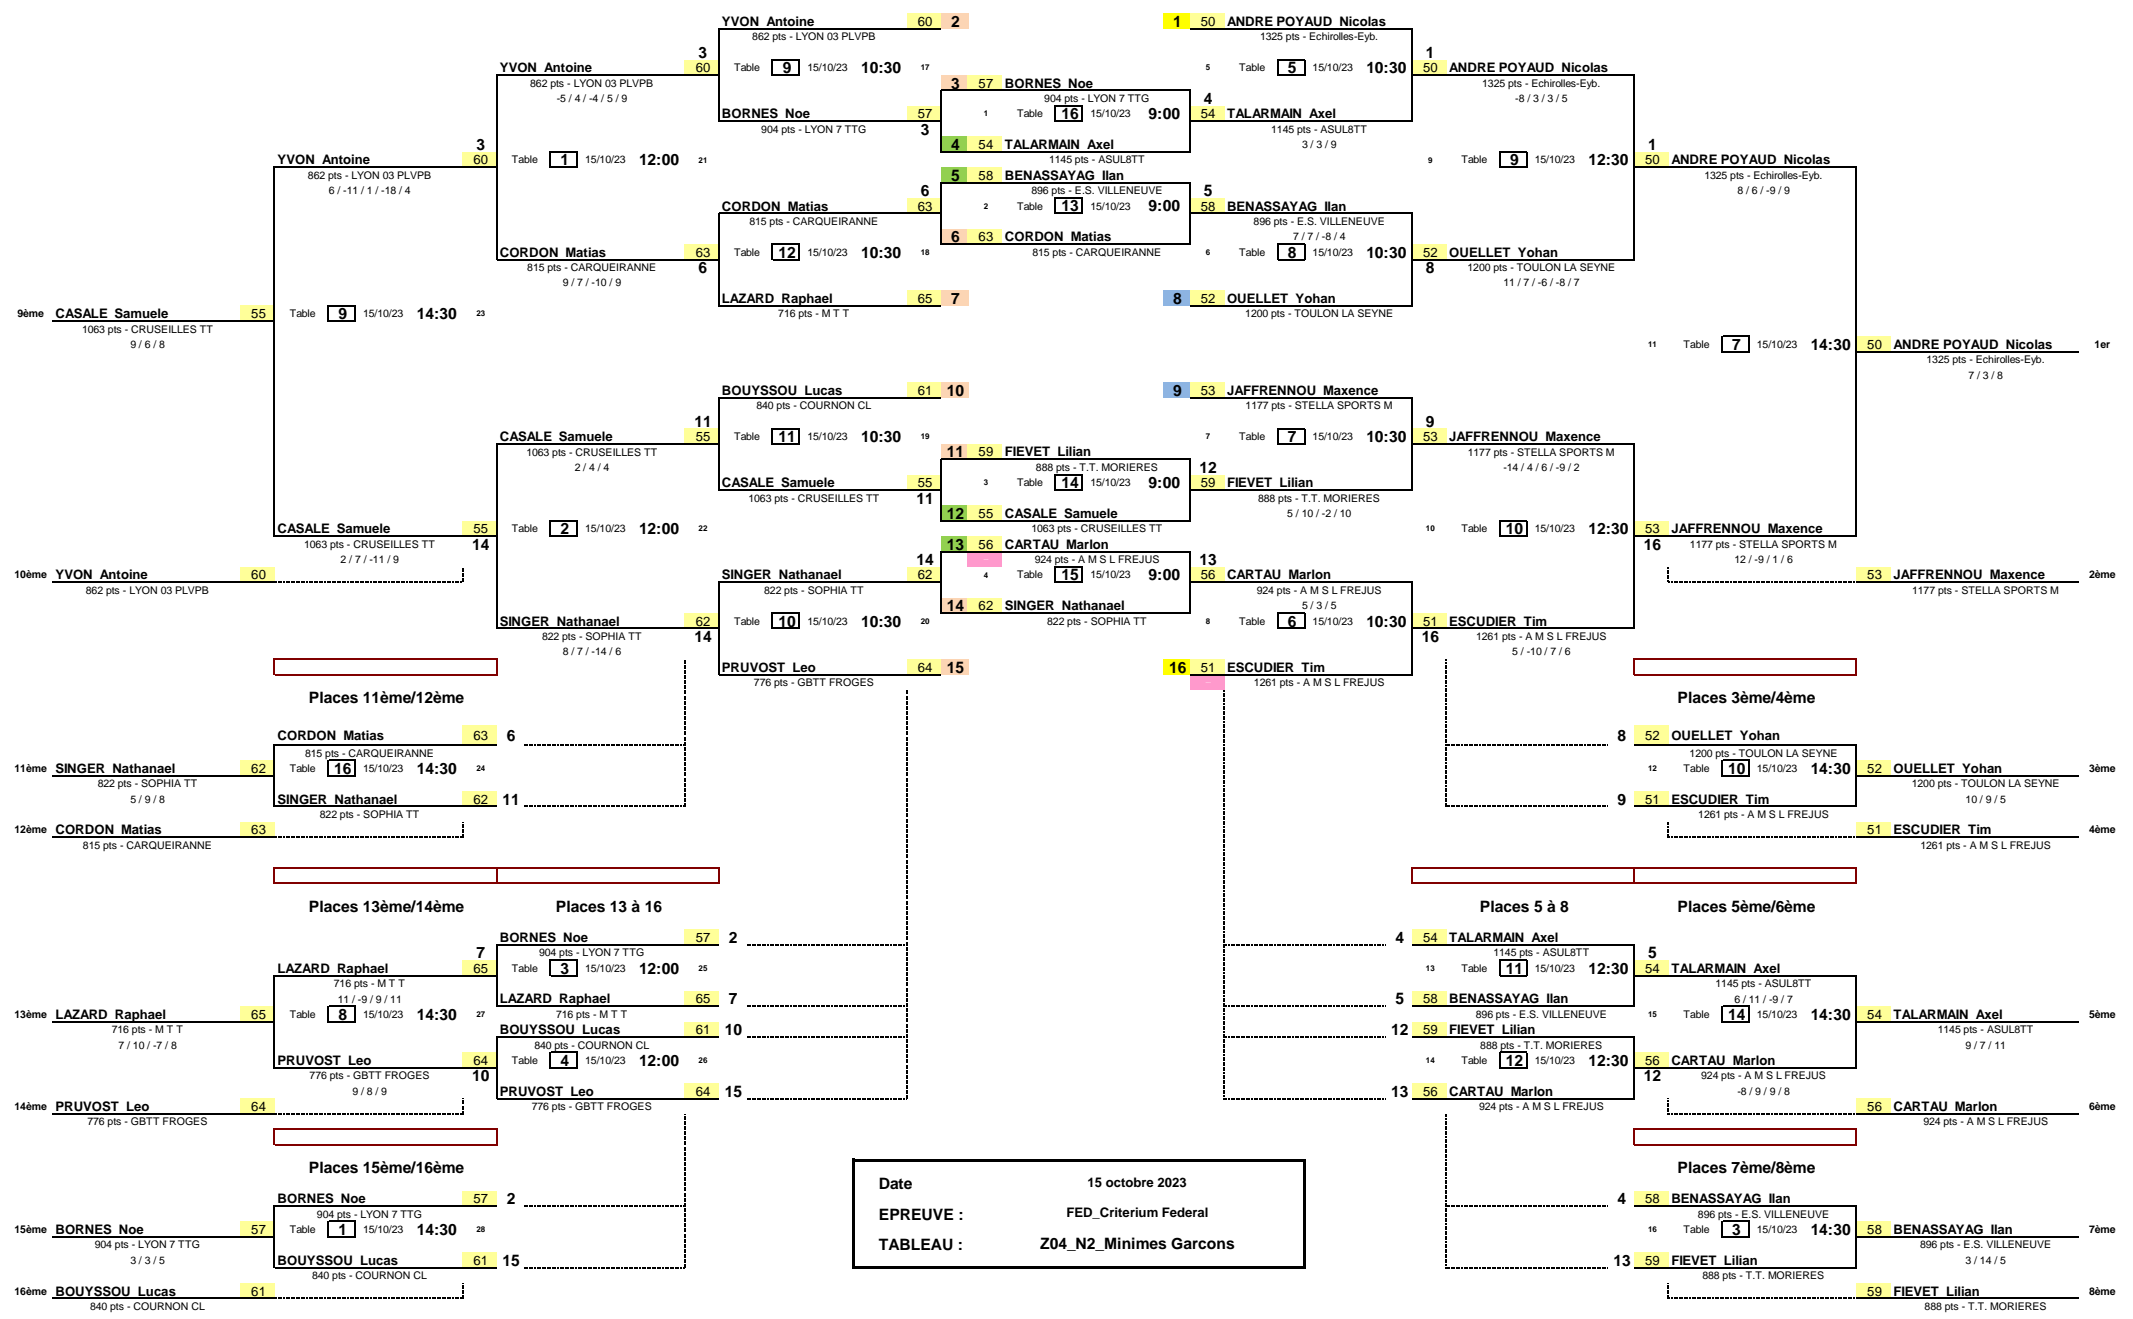 YVON Antoine 60 2 1 50 ANDRE POYAUD Nicolas
862 pts - LYON 03 PLVPB 1325 pts - Echirolles-Eyb.
3 1
YVON Antoine 60 Table 9 15/10/23 10:30 17 5 Table 5 15/10/23 10:30 50 ANDRE POYAUD Nicolas
862 pts - LYON 03 PLVPB 3 57 BORNES Noe 1325 pts - Echirolles-Eyb.
-5 / 4 / -4 / 5 / 9 904 pts - LYON 7 TTG 4 -8 / 3 / 3 / 5
BORNES Noe 57 1 Table 16 15/10/23 9:00 54 TALARMAIN Axel
904 pts - LYON 7 TTG 3 1145 pts - ASUL8TT
3 4 54 TALARMAIN Axel 3 / 3 / 9 1
YVON Antoine 60 Table 1 15/10/23 12:00 21 1145 pts - ASUL8TT 9 Table 9 15/10/23 12:30 50 ANDRE POYAUD Nicolas
862 pts - LYON 03 PLVPB 5 58 BENASSAYAG Ilan 1325 pts - Echirolles-Eyb.
6 / -11 / 1 / -18 / 4 6 896 pts - E.S. VILLENEUVE 5 8 / 6 / -9 / 9
CORDON Matias 63 2 Table 13 15/10/23 9:00 58 BENASSAYAG Ilan
815 pts - CARQUEIRANNE 896 pts - E.S. VILLENEUVE
6 63 CORDON Matias 7 / 7 / -8 / 4
CORDON Matias 63 Table 12 15/10/23 10:30 18 815 pts - CARQUEIRANNE 6 Table 8 15/10/23 10:30 52 OUELLET Yohan
815 pts - CARQUEIRANNE 6 8 1200 pts - TOULON LA SEYNE
9 / 7 / -10 / 9 11 / 7 / -6 / -8 / 7
LAZARD Raphael 65 7 8 52 OUELLET Yohan
9ème CASALE Samuele 55 Table 9 15/10/23 14:30 23 716 pts - M T T 1200 pts - TOULON LA SEYNE
1063 pts - CRUSEILLES TT
9 / 6 / 8 11 Table 7 15/10/23 14:30 50 ANDRE POYAUD Nicolas 1er
1325 pts - Echirolles-Eyb.
7 / 3 / 8
BOUYSSOU Lucas 61 10 9 53 JAFFRENNOU Maxence
840 pts - COURNON CL 1177 pts - STELLA SPORTS M
11 9
CASALE Samuele 55 Table 11 15/10/23 10:30 19 7 Table 7 15/10/23 10:30 53 JAFFRENNOU Maxence
1063 pts - CRUSEILLES TT 11 59 FIEVET Lilian 1177 pts - STELLA SPORTS M
2 / 4 / 4 888 pts - T.T. MORIERES 12 -14 / 4 / 6 / -9 / 2
CASALE Samuele 55 3 Table 14 15/10/23 9:00 59 FIEVET Lilian
1063 pts - CRUSEILLES TT 11 888 pts - T.T. MORIERES
12 55 CASALE Samuele 5 / 10 / -2 / 10
CASALE Samuele 55 Table 2 15/10/23 12:00 22 1063 pts - CRUSEILLES TT 10 Table 10 15/10/23 12:30 53 JAFFRENNOU Maxence
1063 pts - CRUSEILLES TT 14 13 56 CARTAU Marlon 16 1177 pts - STELLA SPORTS M
2 / 7 / -11 / 9 14 924 pts - A M S L FREJUS 13 12 / -9 / 1 / 6
10ème YVON Antoine 60 SINGER Nathanael 62 4 Table 15 15/10/23 9:00 56 CARTAU Marlon 53 JAFFRENNOU Maxence 2ème
862 pts - LYON 03 PLVPB 822 pts - SOPHIA TT 924 pts - A M S L FREJUS 1177 pts - STELLA SPORTS M
14 62 SINGER Nathanael 5 / 3 / 5
SINGER Nathanael 62 Table 10 15/10/23 10:30 20 822 pts - SOPHIA TT 8 Table 6 15/10/23 10:30 51 ESCUDIER Tim
822 pts - SOPHIA TT 14 16 1261 pts - A M S L FREJUS
8 / 7 / -14 / 6 5 / -10 / 7 / 6
PRUVOST Leo 64 15 16 51 ESCUDIER Tim
776 pts - GBTT FROGES 1261 pts - A M S L FREJUS
Places 11ème/12ème Places 3ème/4ème
CORDON Matias 63 6 8 52 OUELLET Yohan
815 pts - CARQUEIRANNE 1200 pts - TOULON LA SEYNE
11ème SINGER Nathanael 62 Table 16 15/10/23 14:30 24 12 Table 10 15/10/23 14:30 52 OUELLET Yohan 3ème
822 pts - SOPHIA TT 1200 pts - TOULON LA SEYNE
5 / 9 / 8 SINGER Nathanael 62 11 9 51 ESCUDIER Tim 10 / 9 / 5
822 pts - SOPHIA TT 1261 pts - A M S L FREJUS
12ème CORDON Matias 63 51 ESCUDIER Tim 4ème
815 pts - CARQUEIRANNE 1261 pts - A M S L FREJUS
Places 13ème/14ème Places 13 à 16 Places 5 à 8 Places 5ème/6ème
BORNES Noe 57 2 4 54 TALARMAIN Axel
7 904 pts - LYON 7 TTG 1145 pts - ASUL8TT 5
LAZARD Raphael 65 Table 3 15/10/23 12:00 25 13 Table 11 15/10/23 12:30 54 TALARMAIN Axel
716 pts - M T T 1145 pts - ASUL8TT
11 / -9 / 9 / 11 LAZARD Raphael 65 7 5 58 BENASSAYAG Ilan 6 / 11 / -9 / 7
13ème LAZARD Raphael 65 Table 8 15/10/23 14:30 27 716 pts - M T T 896 pts - E.S. VILLENEUVE 15 Table 14 15/10/23 14:30 54 TALARMAIN Axel 5ème
716 pts - M T T BOUYSSOU Lucas 61 10 12 59 FIEVET Lilian 1145 pts - ASUL8TT
7 / 10 / -7 / 8 840 pts - COURNON CL 888 pts - T.T. MORIERES 9 / 7 / 11
PRUVOST Leo 64 Table 4 15/10/23 12:00 26 14 Table 12 15/10/23 12:30 56 CARTAU Marlon
776 pts - GBTT FROGES 10 12 924 pts - A M S L FREJUS
9 / 8 / 9 PRUVOST Leo 64 15 13 56 CARTAU Marlon -8 / 9 / 9 / 8
14ème PRUVOST Leo 64 776 pts - GBTT FROGES 924 pts - A M S L FREJUS 56 CARTAU Marlon 6ème
776 pts - GBTT FROGES 924 pts - A M S L FREJUS
Places 15ème/16ème Places 7ème/8ème
Date 15 octobre 2023
BORNES Noe 57 2 4 58 BENASSAYAG Ilan
904 pts - LYON 7 TTG EPREUVE : FED_Criterium Federal 896 pts - E.S. VILLENEUVE
15ème BORNES Noe 57 Table 1 15/10/23 14:30 28 16 Table 3 15/10/23 14:30 58 BENASSAYAG Ilan 7ème
904 pts - LYON 7 TTG TABLEAU : Z04_N2_Minimes Garcons 896 pts - E.S. VILLENEUVE
3 / 3 / 5 BOUYSSOU Lucas 61 15 13 59 FIEVET Lilian 3 / 14 / 5
840 pts - COURNON CL 888 pts - T.T. MORIERES
16ème BOUYSSOU Lucas 61 59 FIEVET Lilian 8ème
840 pts - COURNON CL 888 pts - T.T. MORIERES